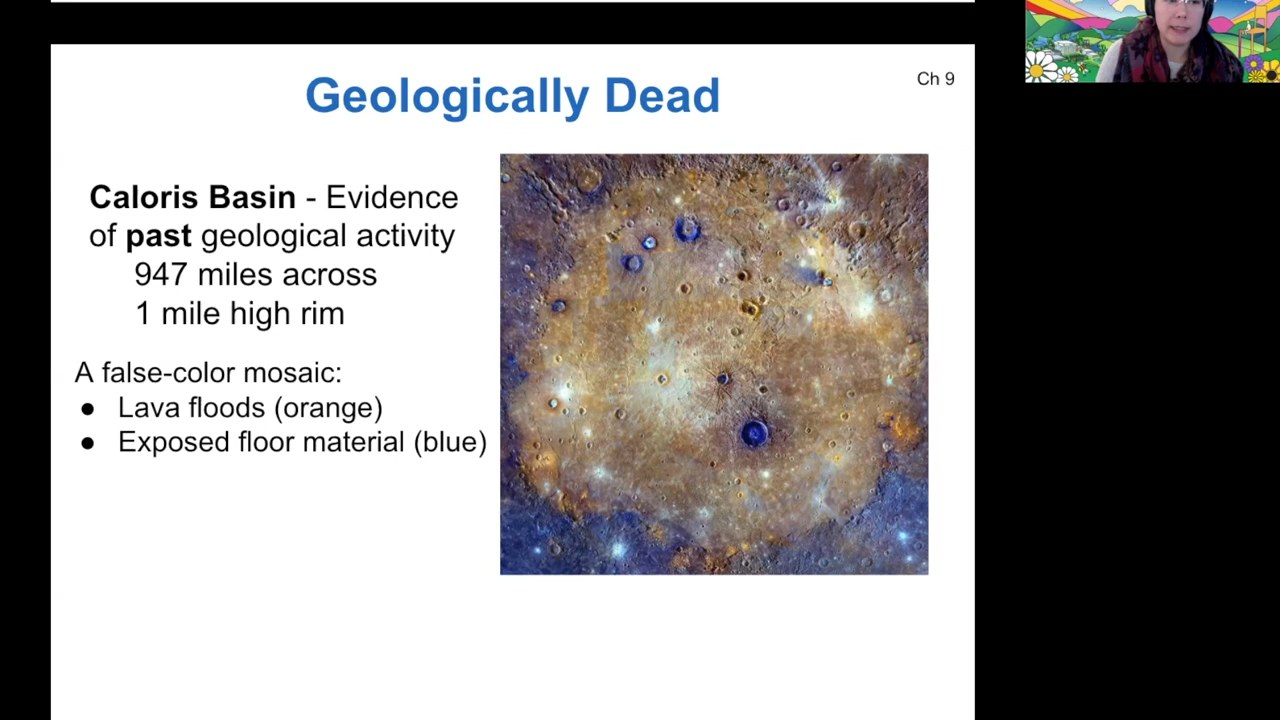 Geologically Dead
Ch 9
Caloris Basin - Evidence
of past geological activity
947 miles across
1 mile high rim
A false-color mosaic:
● Lava floods (orange)
● Exposed floor material (blue)